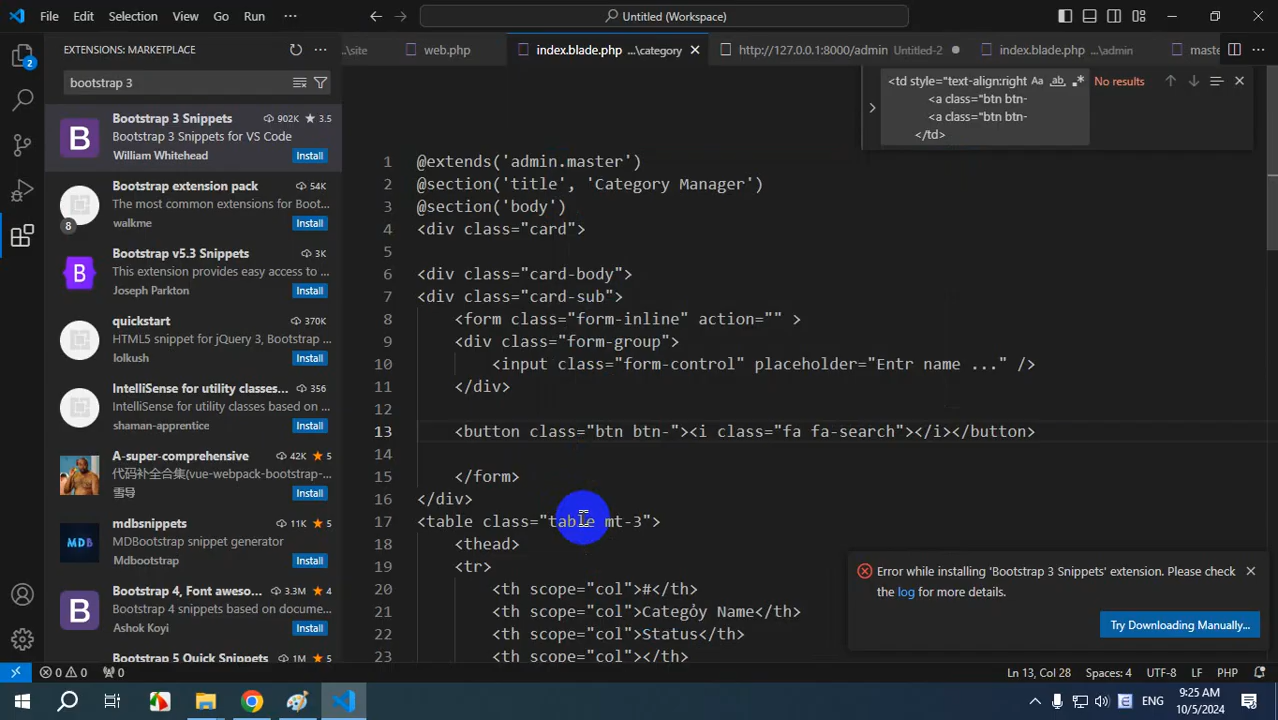 File Edit Selection View Go Run ···
Untitled (Workspace)
EXTENSIONS: MARKETPLACE
bootstrap 3
Bootstrap 3 Snippets 902K ★ 3.5
Bootstrap 3 Snippets for VS Code
William Whitehead Install
Bootstrap extension pack 54K
The most common extensions for Boot...
8 walkme Install
Bootstrap v5.3 Snippets 3K
This extension provides easy access to ...
Joseph Parkton Install
quickstart 370K
HTML5 snippet for jQuery 3, Bootstrap...
lolkush Install
IntelliSense for utility classes... 356
IntelliSense for utility classes based on ...
shaman-apprentice Install
A-super-comprehensive 42K ★ 5
代码补全合集(vue-webpack-bootstrap-...
雪导 Install
mdbsnippets 11K ★ 5
MDBootstrap snippet generator
Mdbootstrap Install
Bootstrap 4, Font aweso... 3.3M ★ 4
Bootstrap 4 snippets based on docume...
Ashok Koyi Install
Bootstrap 5 Quick Snippets 1M ★ 5
2
...\site web.php index.blade.php ...\category http://127.0.0.1:8000/admin Untitled-2 index.blade.php ...\admin maste
<td style="text-align:right Aa ab .* No results
<a class="btn btn-
<a class="btn btn-
</td>
1 @extends('admin.master')
2 @section('title', 'Category Manager')
3 @section('body')
4 <div class="card">
5
6 <div class="card-body">
7 <div class="card-sub">
8 <form class="form-inline" action="" >
9 <div class="form-group">
10 <input class="form-control" placeholder="Entr name ..." />
11 </div>
12
13 <button class="btn btn-"><i class="fa fa-search"></i></button>
14
15 </form>
16 </div>
17 <table class="table mt-3">
18 <thead>
19 <tr>
20 <th scope="col">#</th>
21 <th scope="col">Categỏy Name</th>
22 <th scope="col">Status</th>
23 <th scope="col"></th>
Error while installing 'Bootstrap 3 Snippets' extension. Please check
the log for more details.
Try Downloading Manually...
0 0 0 Ln 13, Col 28 Spaces: 4 UTF-8 LF PHP
ENG
9:25 AM
10/5/2024